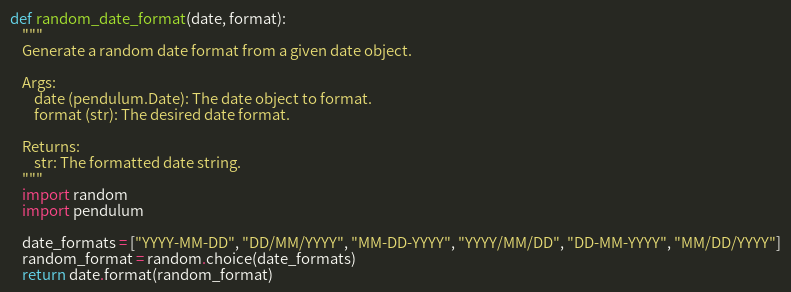 def random_date_format(date, format):
"""
Generate a random date format from a given date object.
Args:
date (pendulum.Date): The date object to format.
format (str): The desired date format.
Returns:
str: The formatted date string.
"""
import random
import pendulum
date_formats = ["YYYY-MM-DD", "DD/MM/YYYY", "MM-DD-YYYY", "YYYY/MM/DD", "DD-MM-YYYY", "MM/DD/YYYY"]
random_format = random.choice(date_formats)
return date.format(random_format)